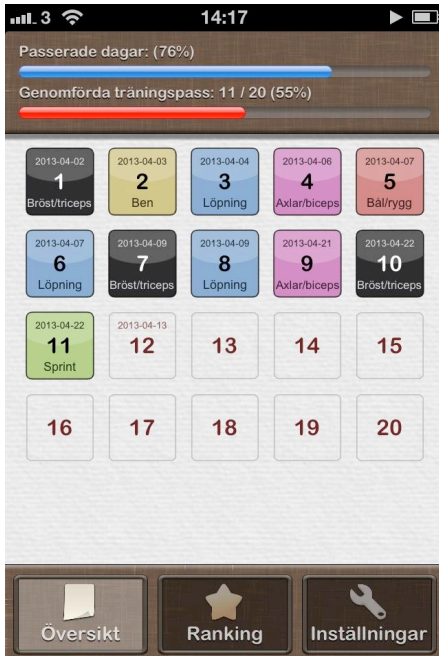 3 14:17
Passerade dagar: (76%)
Genomförda träningspass: 11 / 20 (55%)
2013-04-02 2013-04-03 2013-04-04 2013-04-06 2013-04-07
1 2 3 4 5
Bröst/triceps Ben Löpning Axlar/biceps Bål/rygg
2013-04-07 2013-04-09 2013-04-09 2013-04-21 2013-04-22
6 7 8 9 10
Löpning Bröst/triceps Löpning Axlar/biceps Bröst/triceps
2013-04-22 2013-04-13
11 12 13 14 15
Sprint
16 17 18 19 20
Översikt Ranking Inställningar